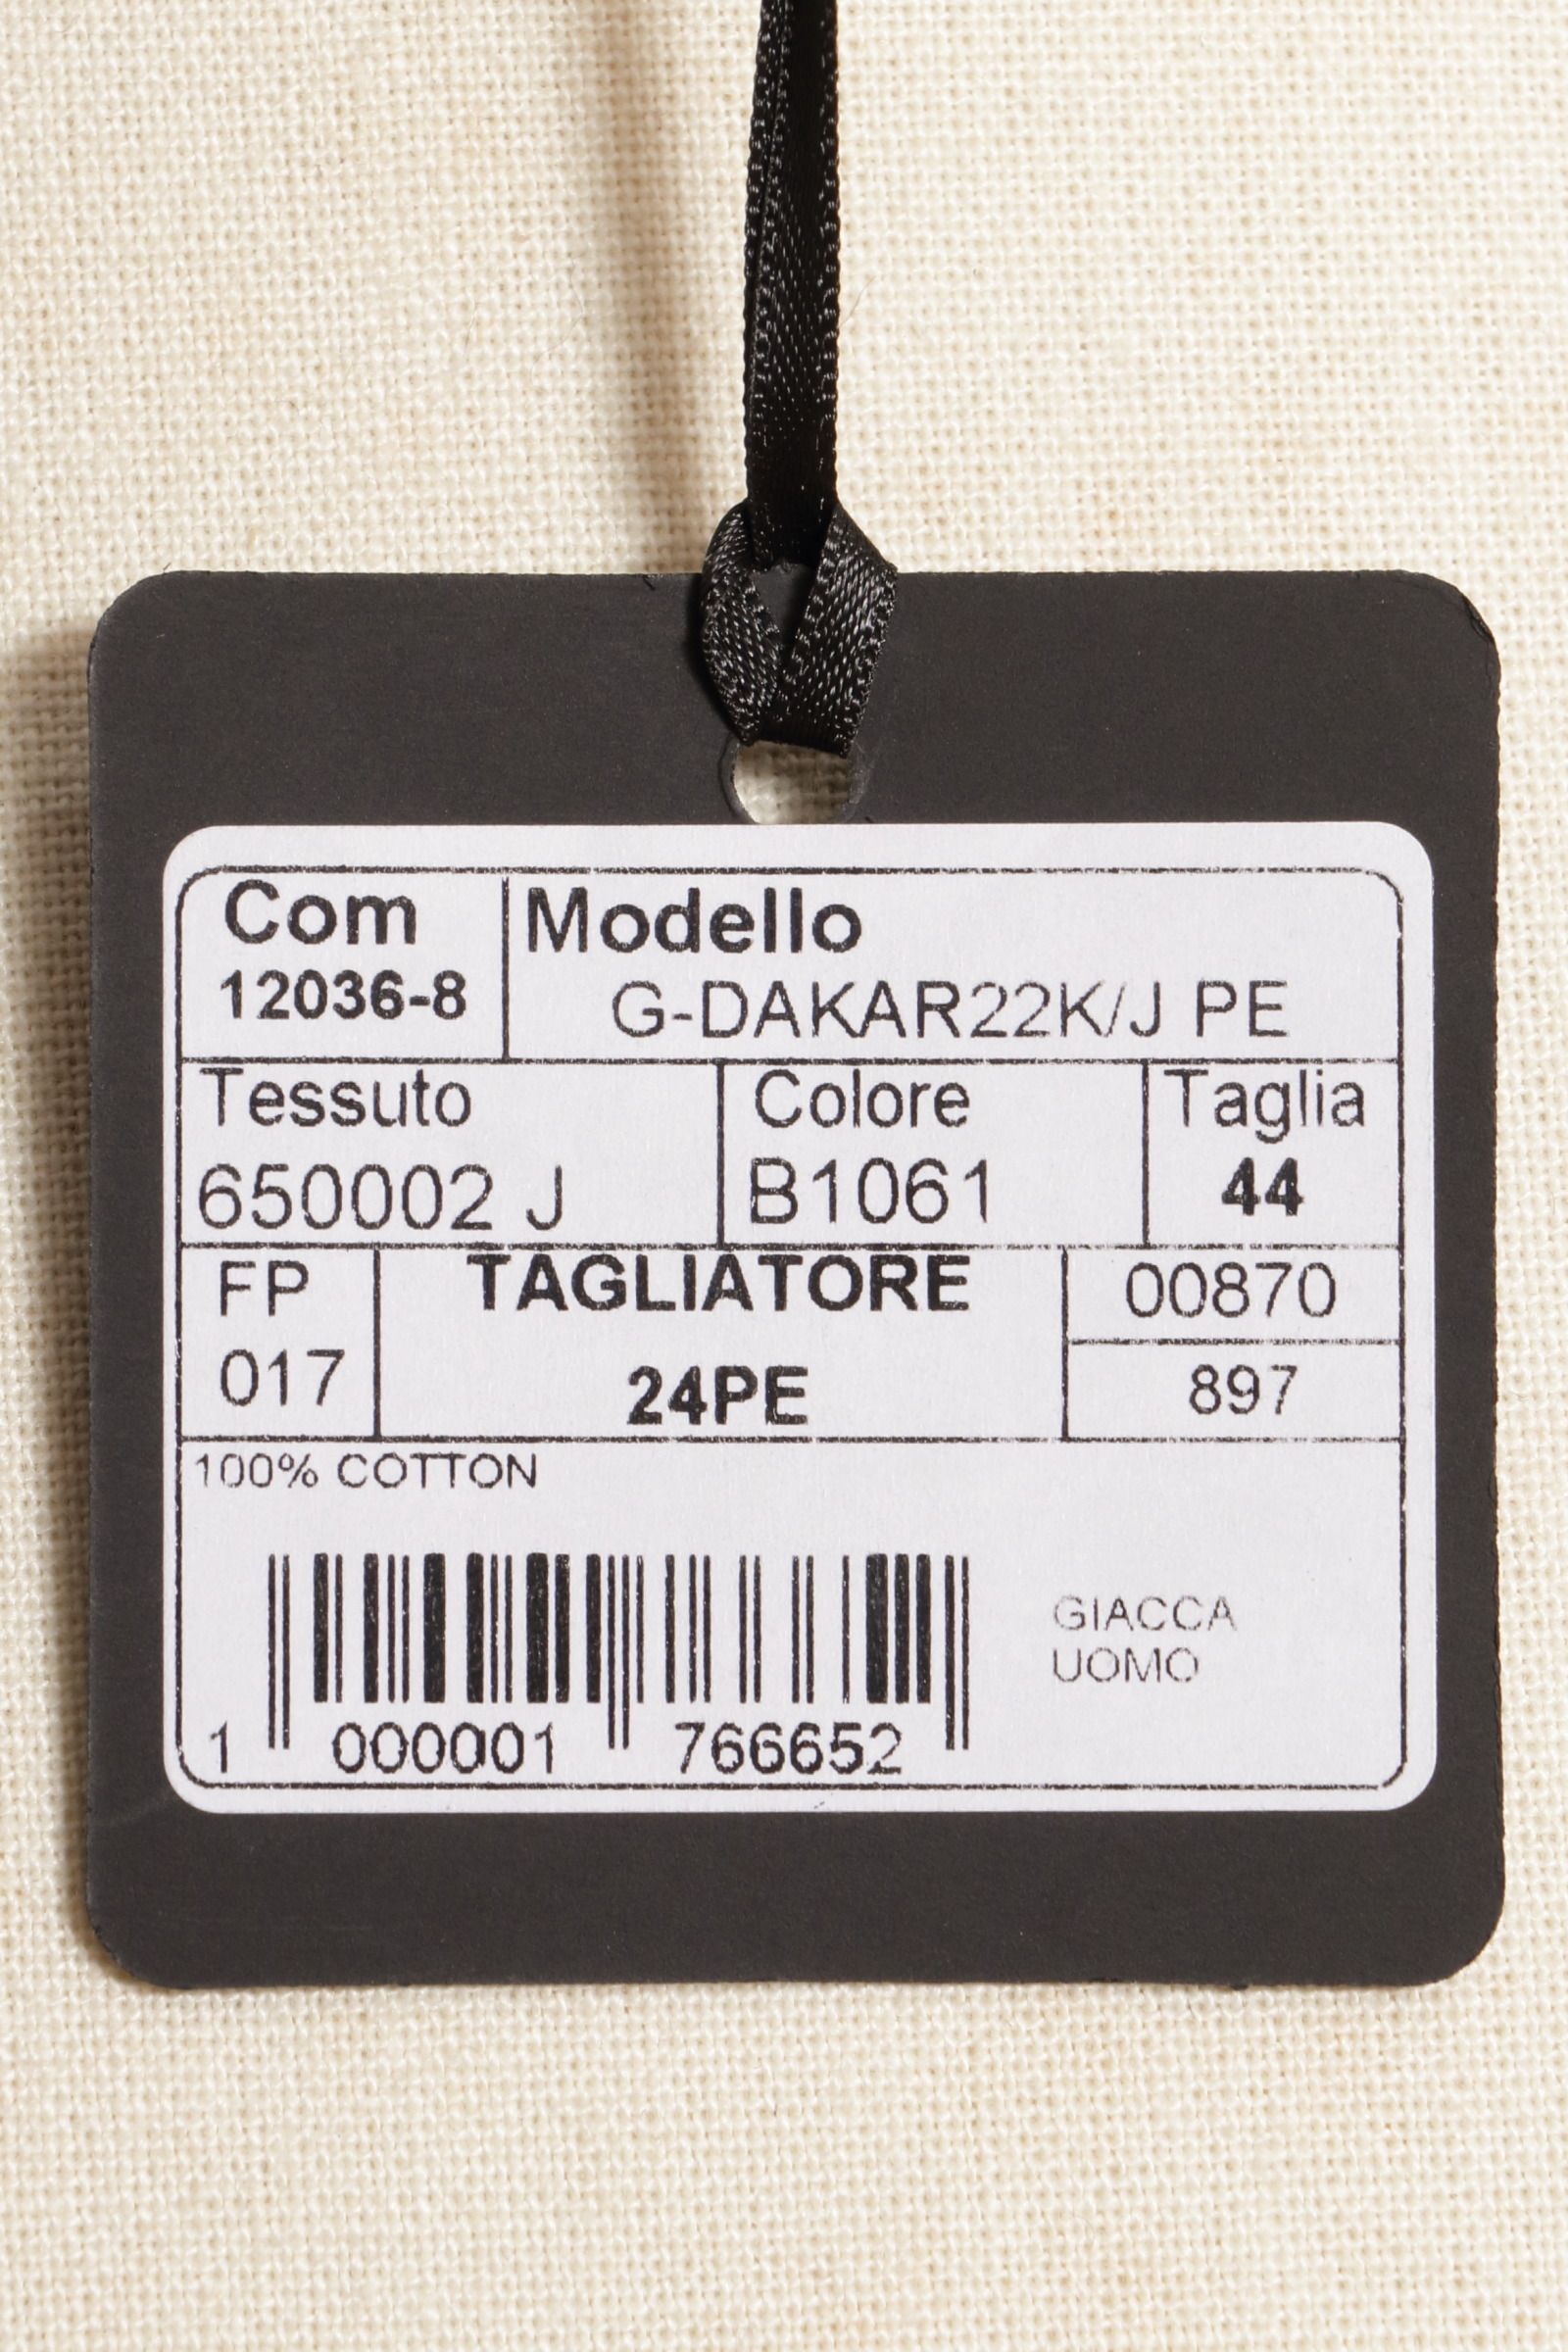 Com
12036-8
Modello
G-DAKAR22K/J PE
Tessuto
650002 J
Colore
B1061
Taglia
44
FP
017
TAGLIATORE
24PE
00870
897
100% COTTON
GIACCA
UOMO
1 000001 766652